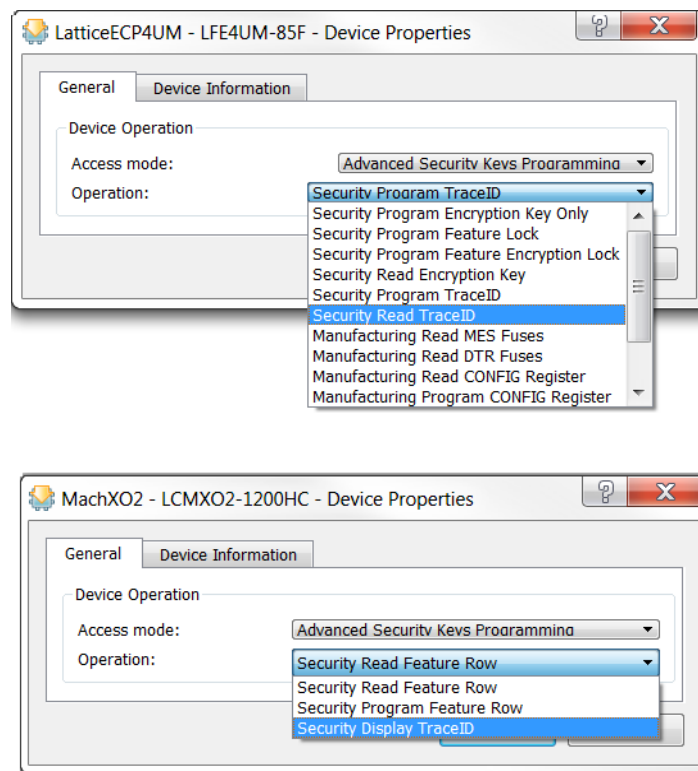 LatticeECP4UM - LFE4UM-85F - Device Properties
General Device Information
Device Operation
Access mode: Advanced Security Keys Programming
Operation: Security Program TraceID
Security Program Encryption Key Only
Security Program Feature Lock
Security Program Feature Encryption Lock
Security Read Encryption Key
Security Program TraceID
Security Read TraceID
Manufacturing Read MES Fuses
Manufacturing Read DTR Fuses
Manufacturing Read CONFIG Register
Manufacturing Program CONFIG Register
MachXO2 - LCMXO2-1200HC - Device Properties
General Device Information
Device Operation
Access mode: Advanced Security Keys Programming
Operation: Security Read Feature Row
Security Read Feature Row
Security Program Feature Row
Security Display TraceID